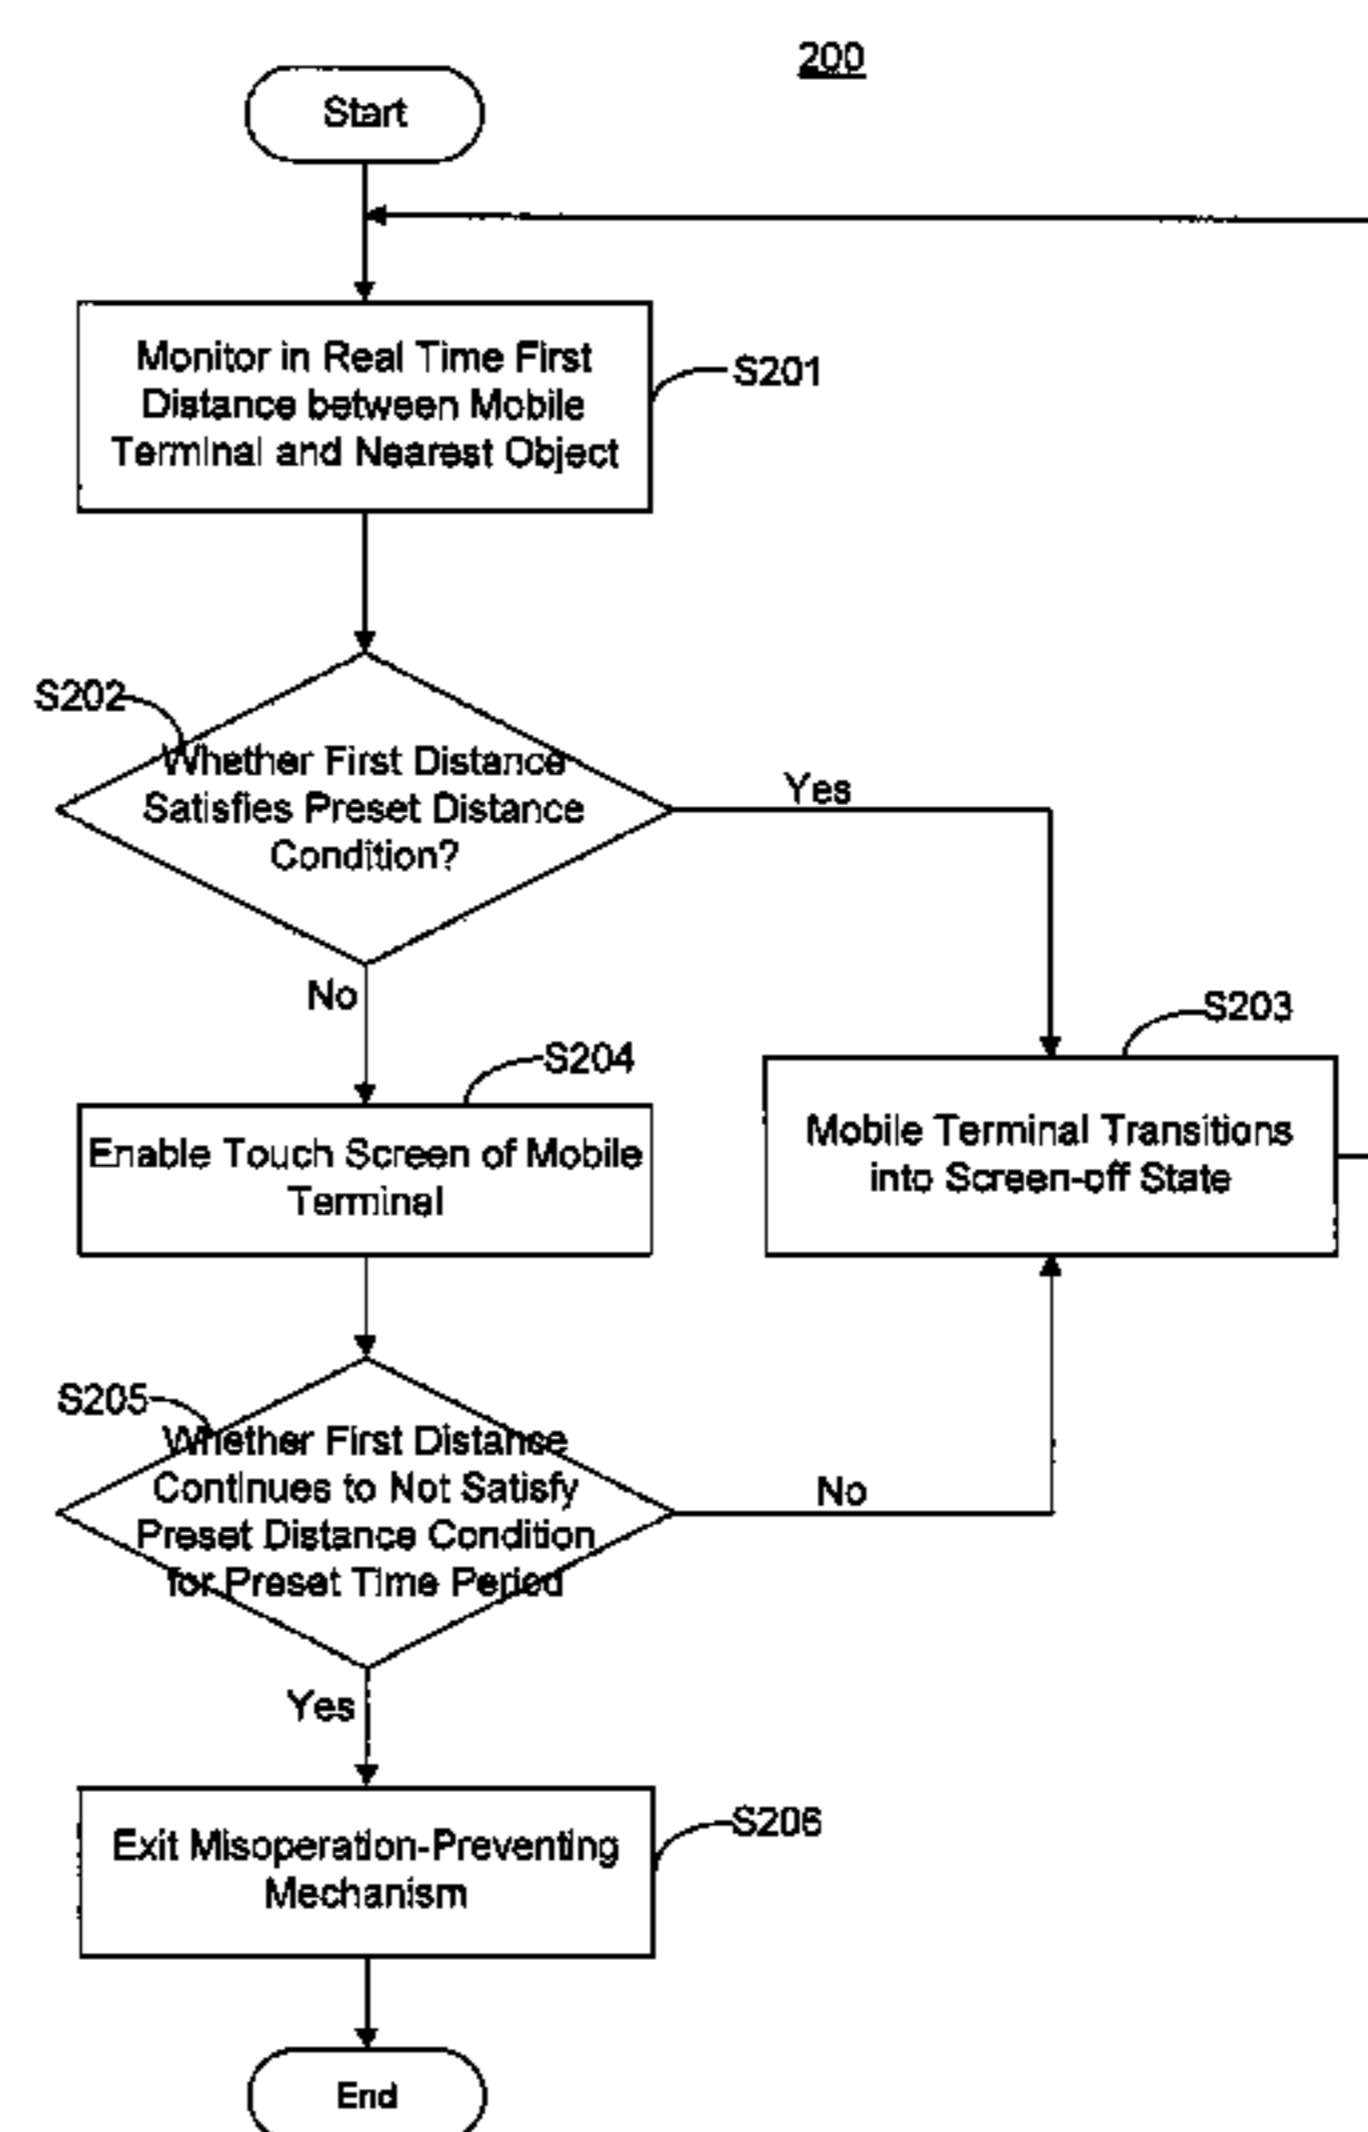 200
Start
Monitor in Real Time First
Distance between Mobile
Terminal and Nearest Object
S201
S202
Whether First Distance
Satisfies Preset Distance
Condition?
Yes
No
S203
Mobile Terminal Transitions
into Screen-off State
S204
Enable Touch Screen of Mobile
Terminal
S205
Whether First Distance
Continues to Not Satisfy
Preset Distance Condition
for Preset Time Period
No
Yes
S206
Exit Misoperation-Preventing
Mechanism
End